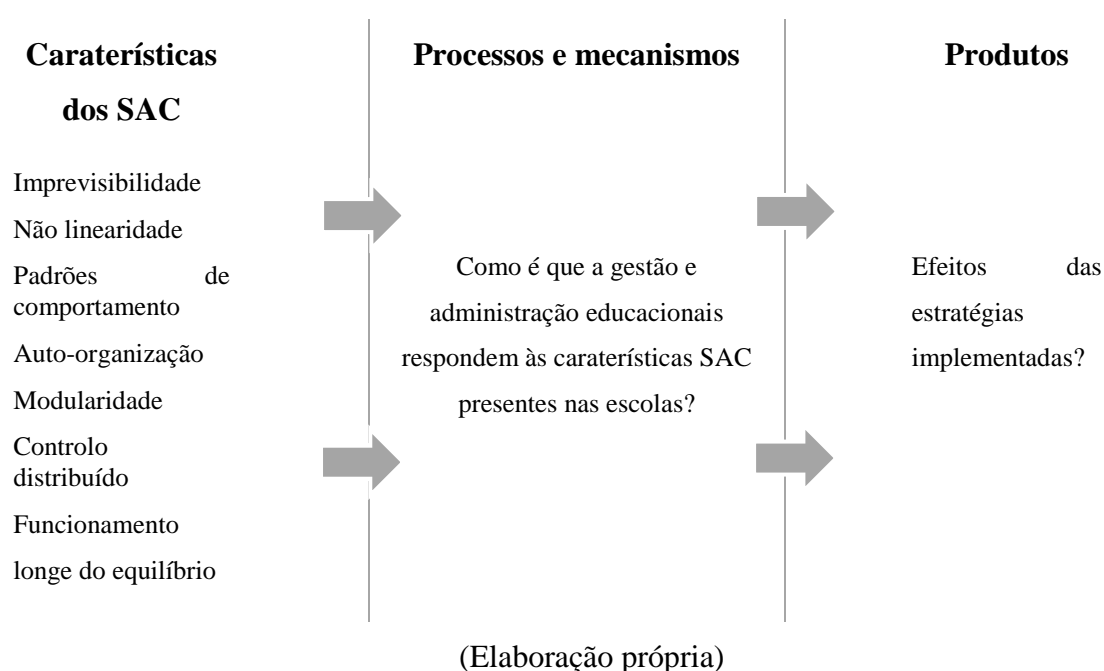 Caraterísticas
dos SAC
Imprevisibilidade
Não linearidade
Padrões de
comportamento
Auto-organização
Modularidade
Controlo
distribuído
Funcionamento
longe do equilíbrio
Processos e mecanismos
Como é que a gestão e
administração educacionais
respondem às caraterísticas SAC
presentes nas escolas?
Produtos
Efeitos das
estratégias
implementadas?
(Elaboração própria)